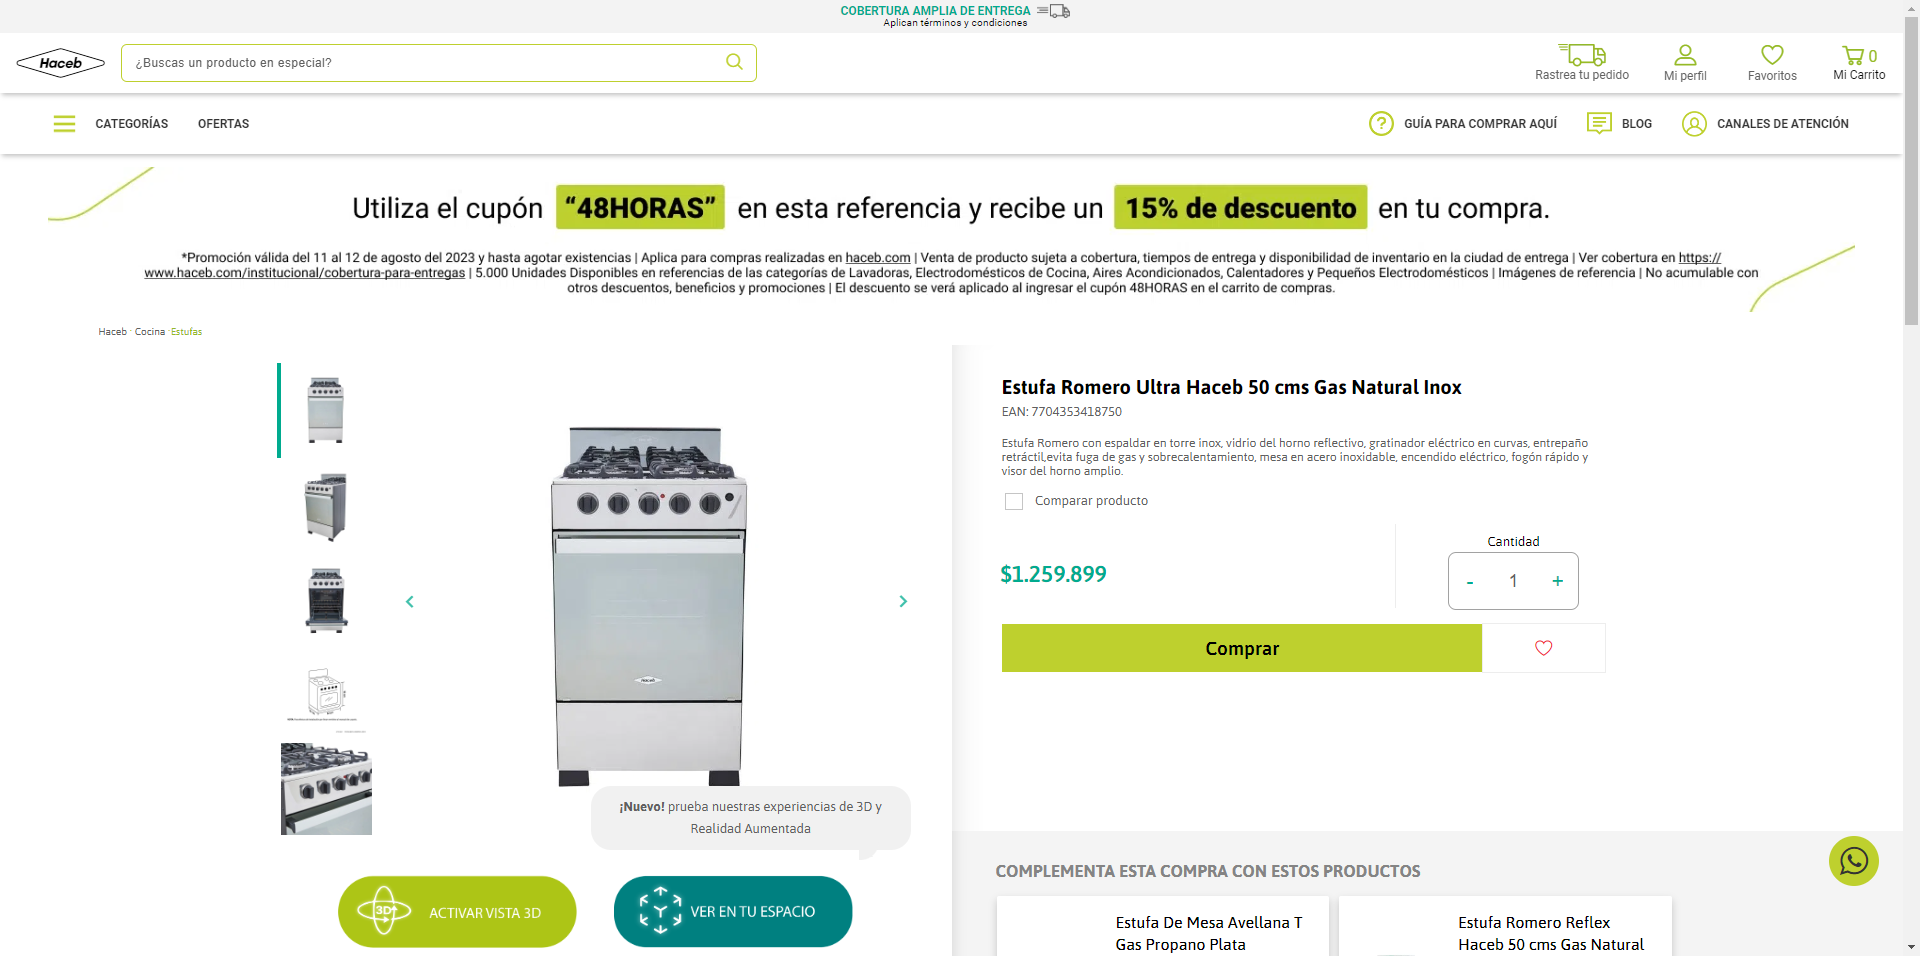 COBERTURA AMPLIA DE ENTREGA
Aplican términos y condiciones
Haceb
¿Buscas un producto en especial?
Rastrea tu pedido
Mi perfil
Favoritos
0
Mi Carrito
CATEGORÍAS
OFERTAS
GUÍA PARA COMPRAR AQUÍ
BLOG
CANALES DE ATENCIÓN
Utiliza el cupón “48HORAS” en esta referencia y recibe un 15% de descuento en tu compra.
*Promoción válida del 11 al 12 de agosto del 2023 y hasta agotar existencias | Aplica para compras realizadas en haceb.com | Venta de producto sujeta a cobertura, tiempos de entrega y disponibilidad de inventario en la ciudad de entrega | Ver cobertura en https://
www.haceb.com/institucional/cobertura-para-entregas | 5.000 Unidades Disponibles en referencias de las categorías de Lavadoras, Electrodomésticos de Cocina, Aires Acondicionados, Calentadores y Pequeños Electrodomésticos | Imágenes de referencia | No acumulable con
otros descuentos, beneficios y promociones | El descuento se verá aplicado al ingresar el cupón 48HORAS en el carrito de compras.
Haceb · Cocina · Estufas
Estufa Romero Ultra Haceb 50 cms Gas Natural Inox
EAN: 7704353418750
Estufa Romero con espaldar en torre inox, vidrio del horno reflectivo, gratinador eléctrico en curvas, entrepaño
retráctil,evita fuga de gas y sobrecalentamiento, mesa en acero inoxidable, encendido eléctrico, fogón rápido y
visor del horno amplio.
Comparar producto
$1.259.899
Cantidad
- 1 +
Comprar
Haceb
¡Nuevo! prueba nuestras experiencias de 3D y
Realidad Aumentada
3D
ACTIVAR VISTA 3D
VER EN TU ESPACIO
COMPLEMENTA ESTA COMPRA CON ESTOS PRODUCTOS
Estufa De Mesa Avellana T
Gas Propano Plata
Estufa Romero Reflex
Haceb 50 cms Gas Natural